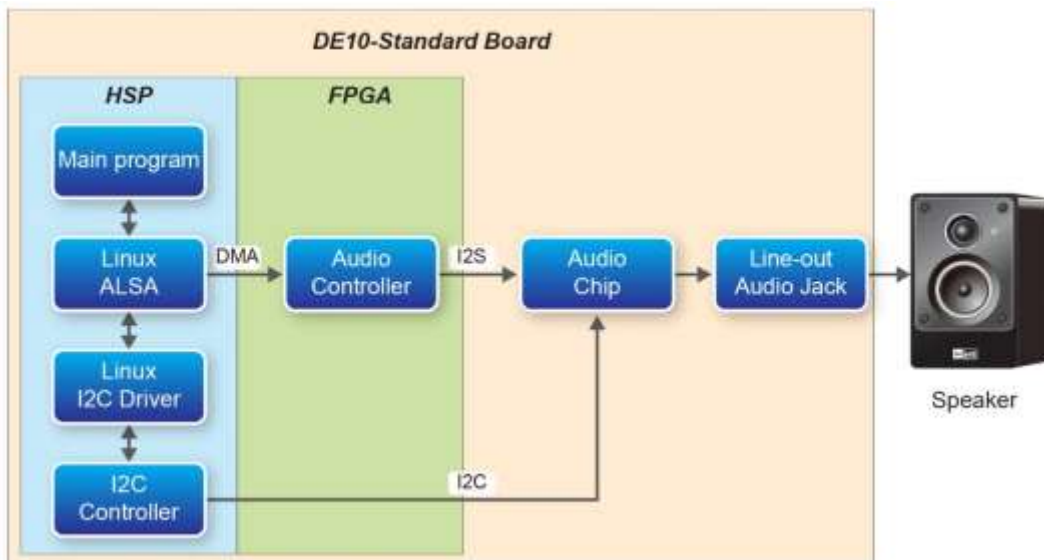 DE10-Standard Board
HSP
FPGA
Main program
Linux
ALSA
DMA
Audio
Controller
I2S
Audio
Chip
Line-out
Audio Jack
Linux
I2C Driver
Speaker
I2C
Controller
I2C